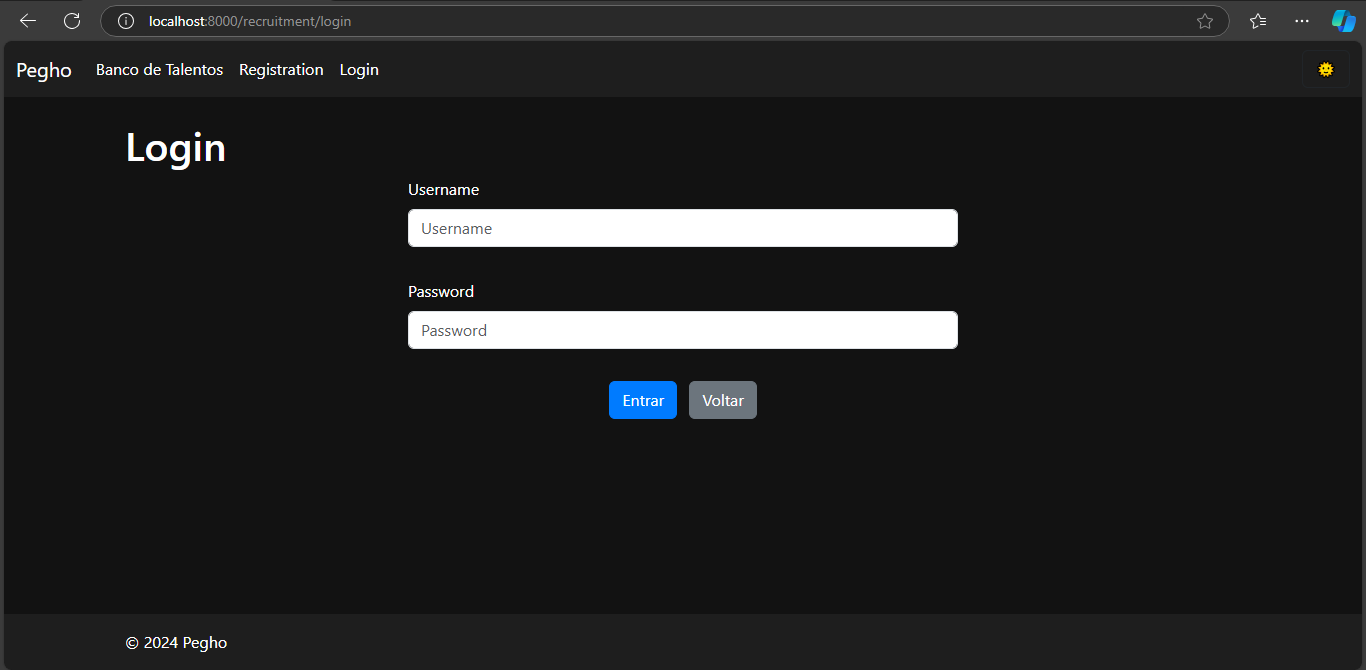 localhost:8000/recruitment/login
Pegho Banco de Talentos Registration Login
Login
Username
Username
Password
Password
Entrar Voltar
© 2024 Pegho